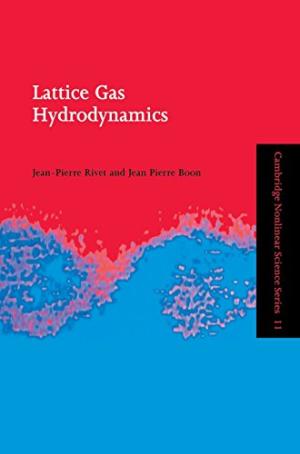 Lattice Gas
Hydrodynamics
Jean-Pierre Rivet and Jean Pierre Boon
Cambridge Nonlinear Science Series 11